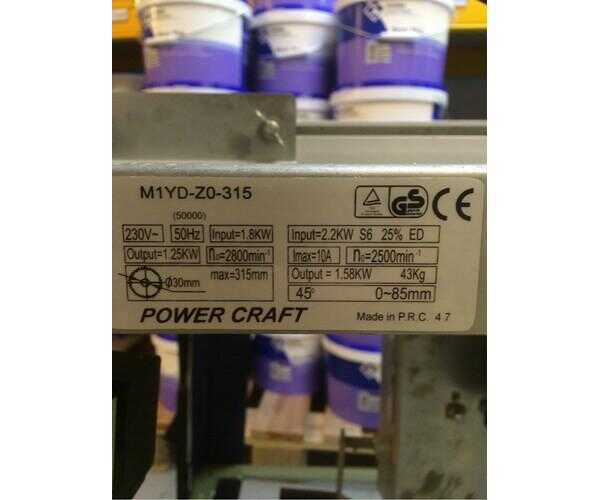 M1YD-Z0-315
(50000)
230V~ 50Hz Input=1.8KW
Output=1.25KW n₀=2800min⁻¹
Φ30mm max=315mm
POWER CRAFT
GS
Input=2.2KW S6 25% ED
Imax=10A n₀=2500min⁻¹
Output = 1.58KW 43Kg
45° 0~85mm
Made in P.R.C. 4 7